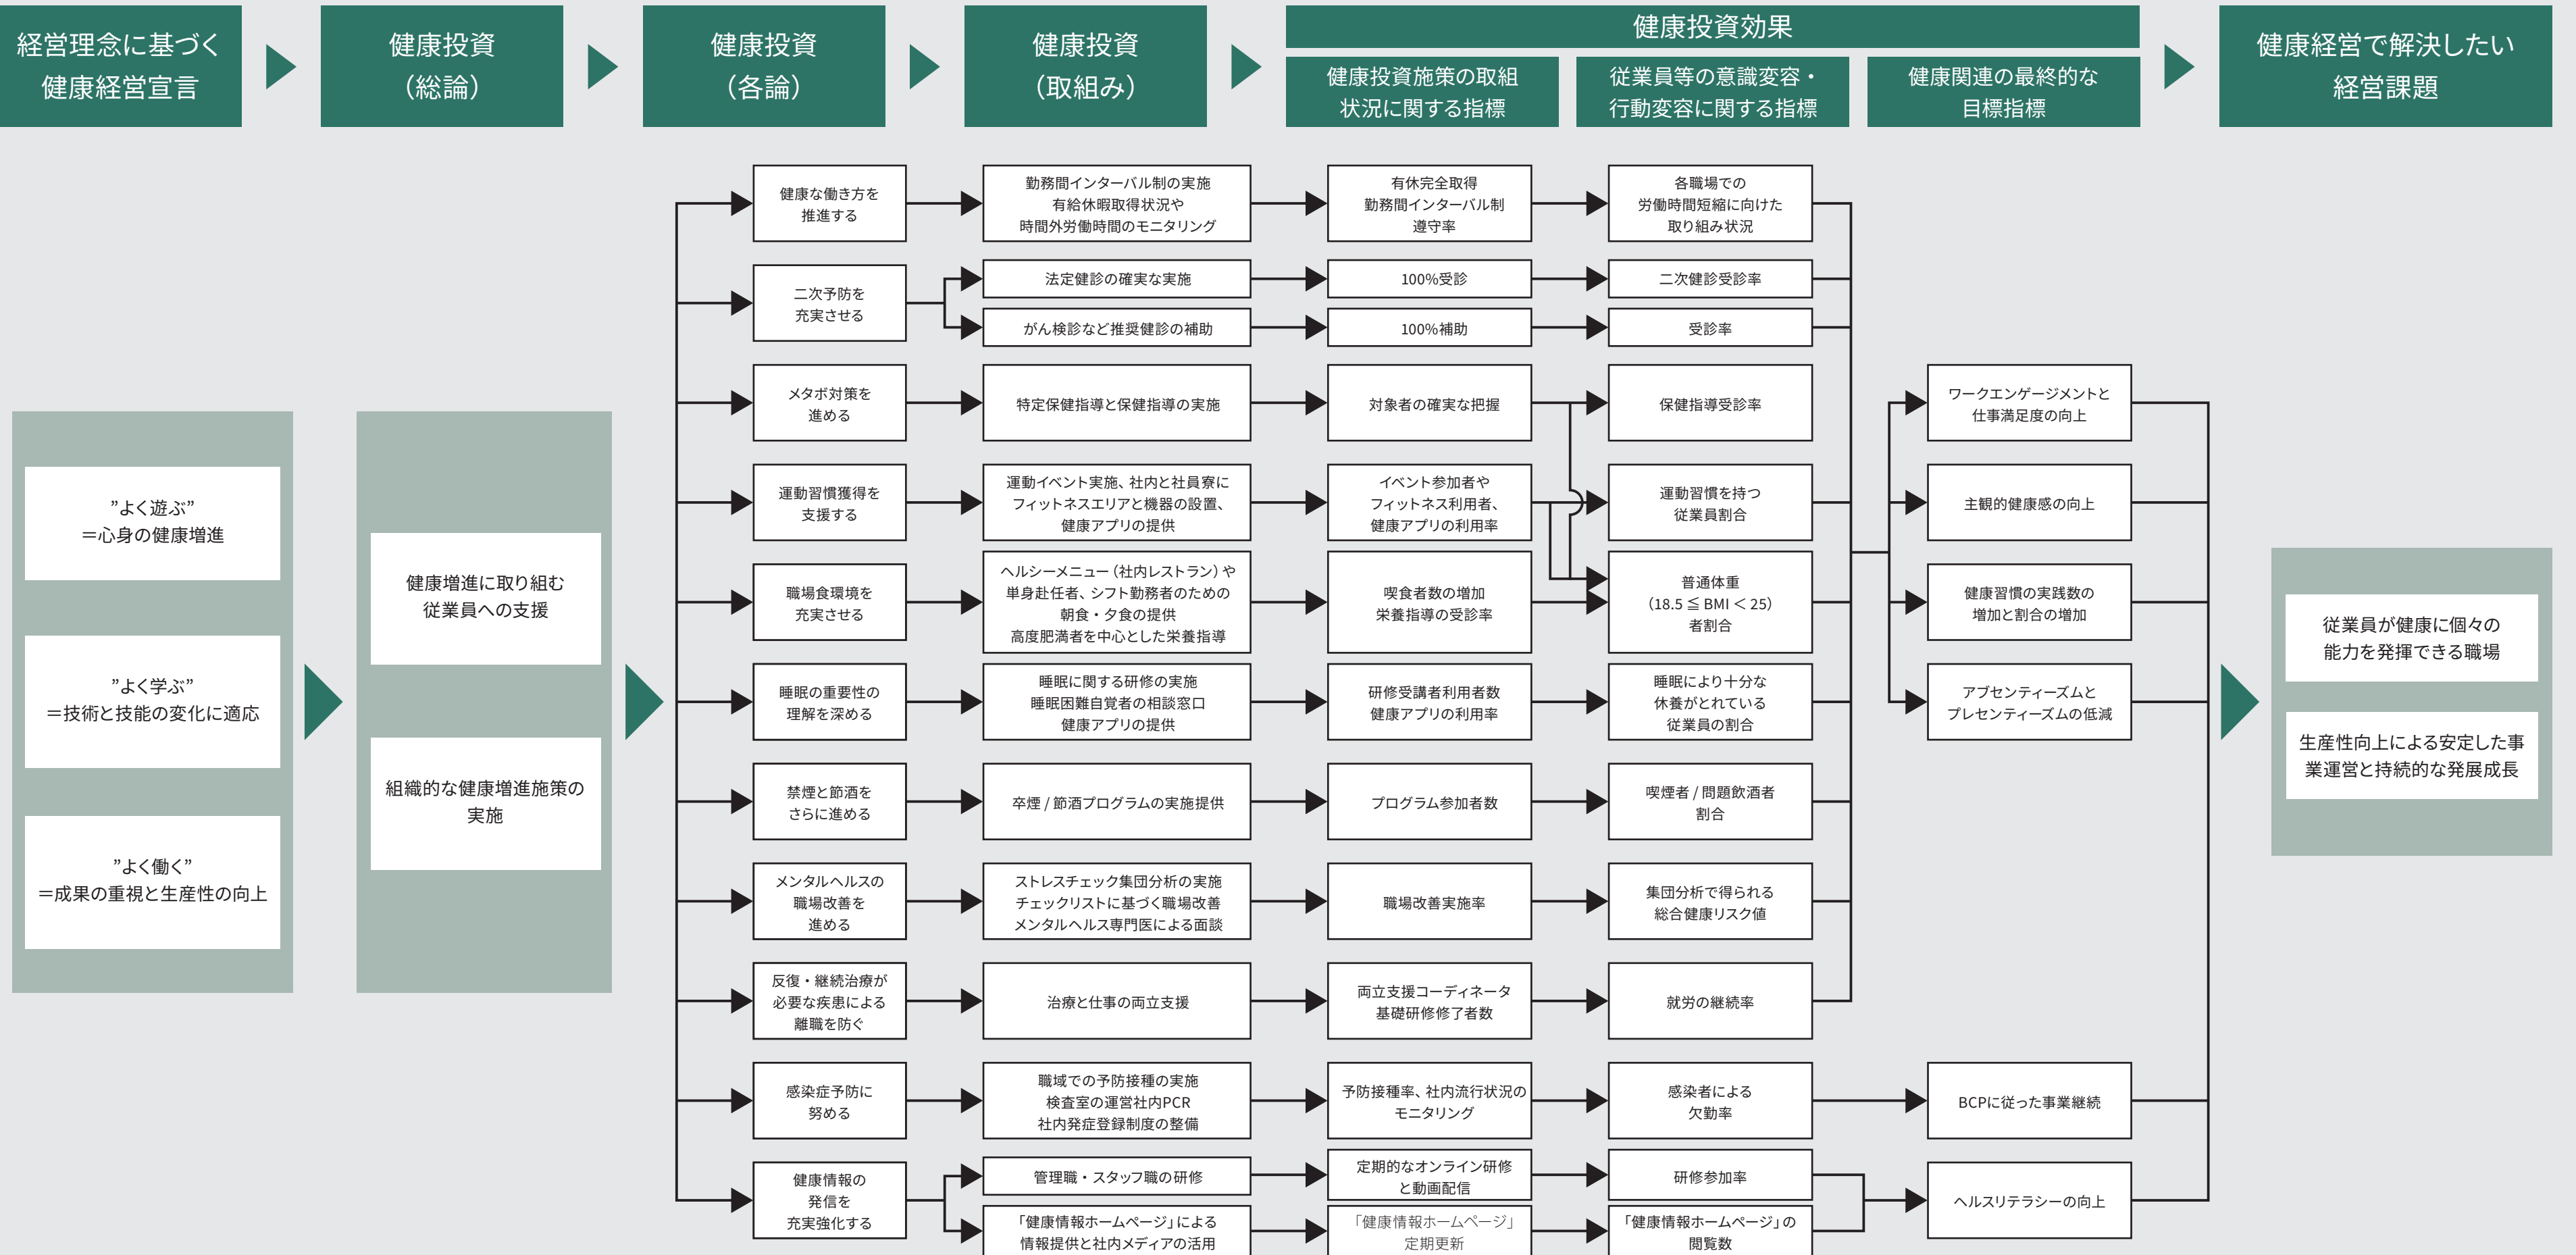 経営理念に基づく
健康経営宣言
健康投資
（総論）
健康投資
（各論）
健康投資
（取組み）
健康投資効果
健康投資施策の取組
状況に関する指標
従業員等の意識変容・
行動変容に関する指標
健康関連の最終的な
目標指標
健康経営で解決したい
経営課題
”よく遊ぶ”
＝心身の健康増進
”よく学ぶ”
＝技術と技能の変化に適応
”よく働く”
＝成果の重視と生産性の向上
健康増進に取り組む
従業員への支援
組織的な健康増進施策の
実施
健康な働き方を
推進する
勤務間インターバル制の実施
有給休暇取得状況や
時間外労働時間のモニタリング
有休完全取得
勤務間インターバル制
遵守率
各職場での
労働時間短縮に向けた
取り組み状況
二次予防を
充実させる
法定健診の確実な実施
100%受診
二次健診受診率
がん検診など推奨健診の補助
100%補助
受診率
メタボ対策を
進める
特定保健指導と保健指導の実施
対象者の確実な把握
保健指導受診率
運動習慣獲得を
支援する
運動イベント実施、社内と社員寮に
フィットネスエリアと機器の設置、
健康アプリの提供
イベント参加者や
フィットネス利用者、
健康アプリの利用率
運動習慣を持つ
従業員割合
職場食環境を
充実させる
ヘルシーメニュー（社内レストラン）や
単身赴任者、シフト勤務者のための
朝食・夕食の提供
高度肥満者を中心とした栄養指導
喫食者数の増加
栄養指導の受診率
普通体重
（18.5 ≦ BMI ＜ 25）
者割合
睡眠の重要性の
理解を深める
睡眠に関する研修の実施
睡眠困難自覚者の相談窓口
健康アプリの提供
研修受講者利用者数
健康アプリの利用率
睡眠により十分な
休養がとれている
従業員の割合
禁煙と節酒を
さらに進める
卒煙 / 節酒プログラムの実施提供
プログラム参加者数
喫煙者 / 問題飲酒者
割合
メンタルヘルスの
職場改善を
進める
ストレスチェック集団分析の実施
チェックリストに基づく職場改善
メンタルヘルス専門医による面談
職場改善実施率
集団分析で得られる
総合健康リスク値
反復・継続治療が
必要な疾患による
離職を防ぐ
治療と仕事の両立支援
両立支援コーディネータ
基礎研修修了者数
就労の継続率
感染症予防に
努める
職域での予防接種の実施
検査室の運営社内PCR
社内発症登録制度の整備
予防接種率、社内流行状況の
モニタリング
感染者による
欠勤率
健康情報の
発信を
充実強化する
管理職・スタッフ職の研修
定期的なオンライン研修
と動画配信
研修参加率
「健康情報ホームページ」による
情報提供と社内メディアの活用
「健康情報ホームページ」
定期更新
「健康情報ホームページ」の
閲覧数
ワークエンゲージメントと
仕事満足度の向上
主観的健康感の向上
健康習慣の実践数の
増加と割合の増加
アブセンティーズムと
プレセンティーズムの低減
BCPに従った事業継続
ヘルスリテラシーの向上
従業員が健康に個々の
能力を発揮できる職場
生産性向上による安定した事
業運営と持続的な発展成長